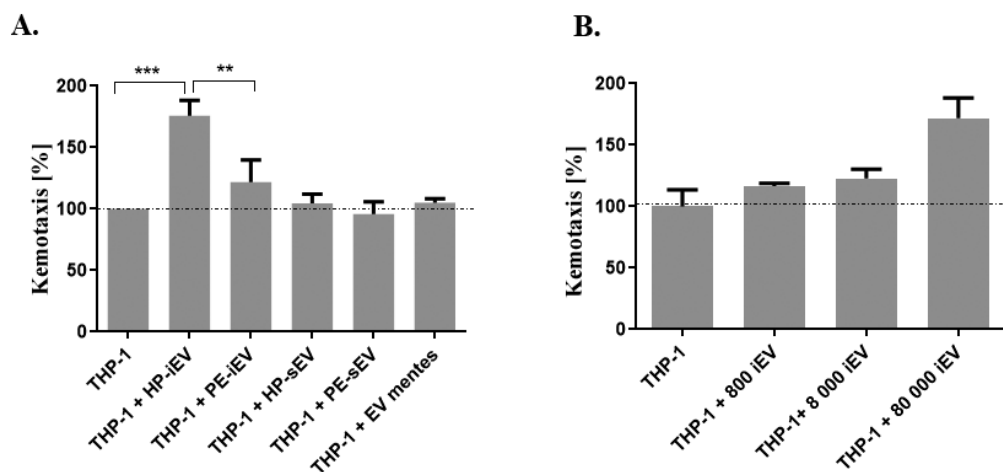 A.
*** **
200
150
100
50
0
Kemotaxis [%]
THP-1
THP-1 + HP-iEV
THP-1 + PE-iEV
THP-1 + HP-sEV
THP-1 + PE-sEV
THP-1 + EV mentes
B.
200
150
100
50
0
Kemotaxis [%]
THP-1
THP-1 + 800 iEV
THP-1+ 8 000 iEV
THP-1 + 80 000 iEV